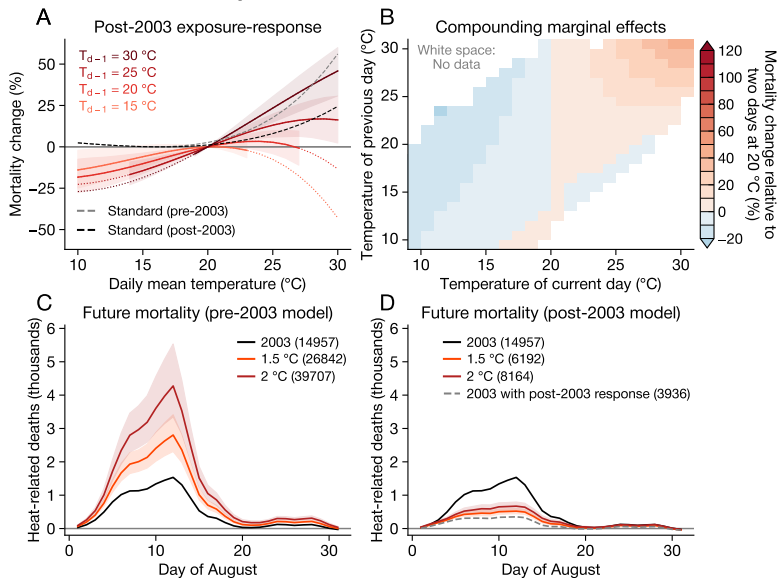 A
Post-2003 exposure-response
Mortality change (%)
50
25
0
−25
−50
T d − 1 = 30 °C
T d − 1 = 25 °C
T d − 1 = 20 °C
T d − 1 = 15 °C
Standard (pre-2003)
Standard (post-2003)
10 15 20 25 30
Daily mean temperature (°C)
B
Compounding marginal effects
Temperature of previous day (°C)
30
25
20
15
10
White space:
No data
10 15 20 25 30
Temperature of current day (°C)
120
100
80
60
40
20
0
−20
Mortality change relative to
two days at 20 °C (%)
C
Future mortality (pre-2003 model)
Heat-related deaths (thousands)
6
5
4
3
2
1
0
2003 (14957)
1.5 °C (26842)
2 °C (39707)
0 10 20 30
Day of August
D
Future mortality (post-2003 model)
Heat-related deaths (thousands)
6
5
4
3
2
1
0
2003 (14957)
1.5 °C (6192)
2 °C (8164)
2003 with post-2003 response (3936)
0 10 20 30
Day of August